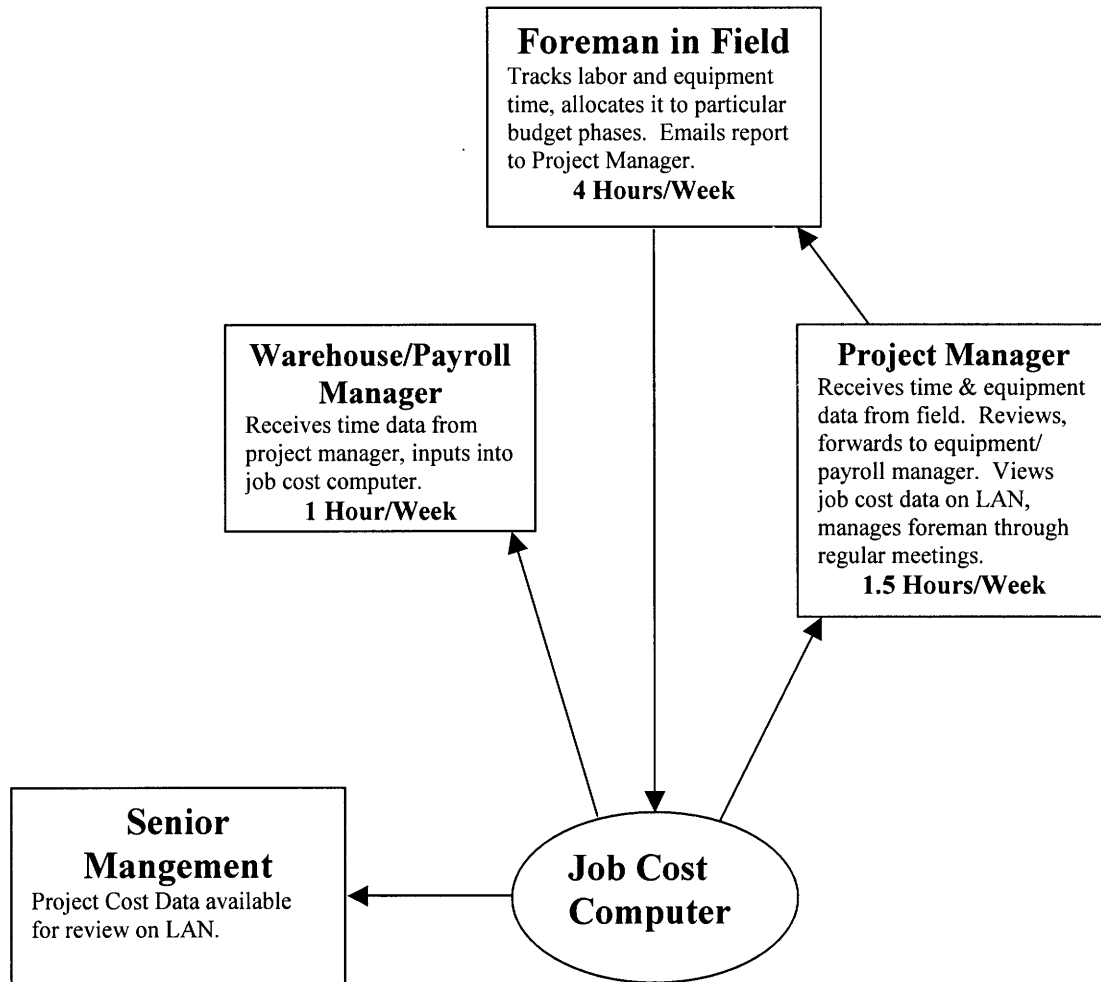 Foreman in Field
Tracks labor and equipment
time, allocates it to particular
budget phases. Emails report
to Project Manager.
4 Hours/Week
Warehouse/Payroll
Manager
Receives time data from
project manager, inputs into
job cost computer.
1 Hour/Week
Project Manager
Receives time & equipment
data from field. Reviews,
forwards to equipment/
payroll manager. Views
job cost data on LAN,
manages foreman through
regular meetings.
1.5 Hours/Week
Senior
Mangement
Project Cost Data available
for review on LAN.
Job Cost
Computer